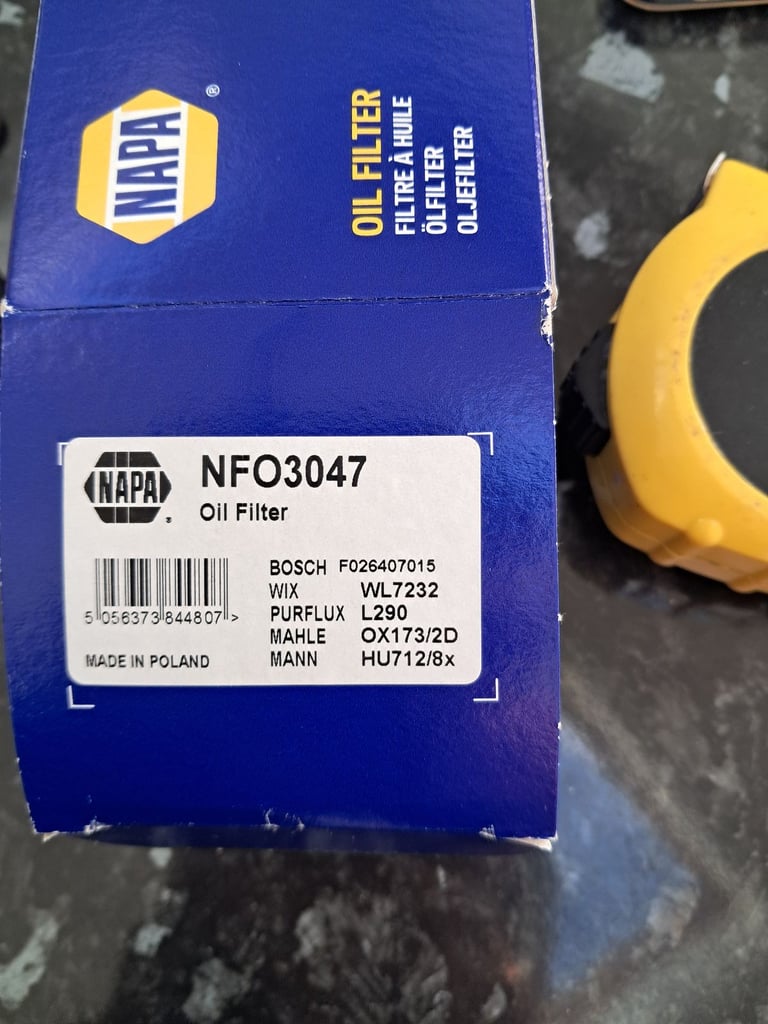 NAPA®
OIL FILTER
FILTRE À HUILE
ÖLFILTER
OLJEFILTER
NAPA®
NFO3047
Oil Filter
5 056373 844807 >
MADE IN POLAND
BOSCH F026407015
WIX WL7232
PURFLUX L290
MAHLE OX173/2D
MANN HU712/8x